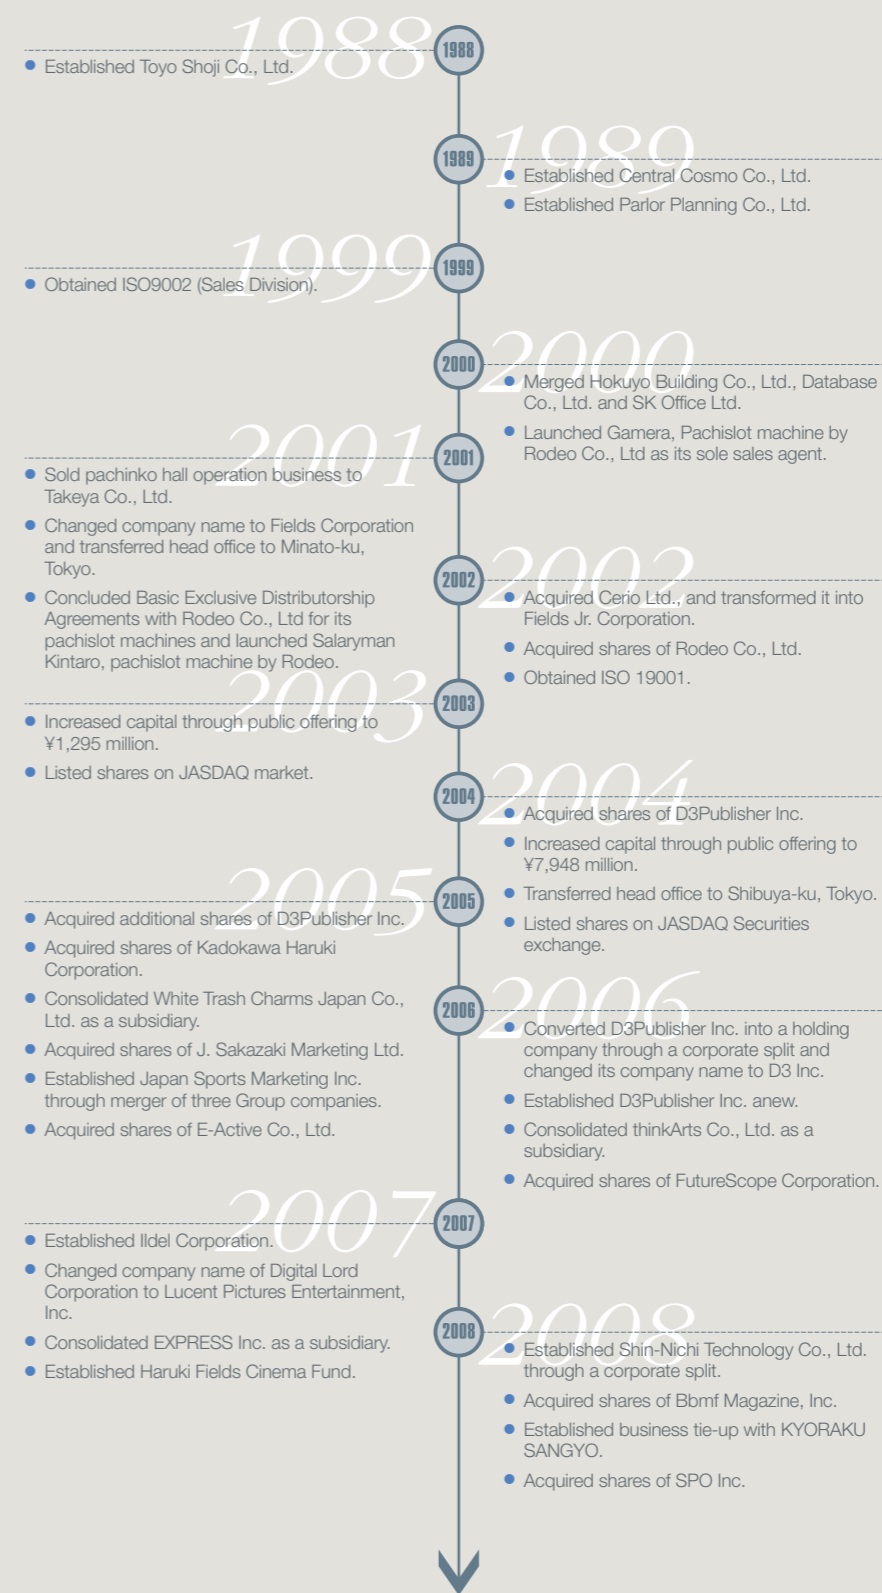 1988
1988
Established Toyo Shoji Co., Ltd.
1989
1989
Established Central Cosmo Co., Ltd.
Established Parlor Planning Co., Ltd.
1999
1999
Obtained ISO9002 (Sales Division).
2000
2000
Merged Hokuyo Building Co., Ltd., Database
Co., Ltd. and SK Office Ltd.
Launched Gamera, Pachislot machine by
Rodeo Co., Ltd as its sole sales agent.
2001
2001
Sold pachinko hall operation business to
Takeya Co., Ltd.
Changed company name to Fields Corporation
and transferred head office to Minato-ku,
Tokyo.
Concluded Basic Exclusive Distributorship
Agreements with Rodeo Co., Ltd for its
pachislot machines and launched Salaryman
Kintaro, pachislot machine by Rodeo.
2002
2002
Acquired Cerio Ltd., and transformed it into
Fields Jr. Corporation.
Acquired shares of Rodeo Co., Ltd.
Obtained ISO 19001.
2003
2003
Increased capital through public offering to
¥1,295 million.
Listed shares on JASDAQ market.
2004
2004
Acquired shares of D3Publisher Inc.
Increased capital through public offering to
¥7,948 million.
Transferred head office to Shibuya-ku, Tokyo.
Listed shares on JASDAQ Securities
exchange.
2005
2005
Acquired additional shares of D3Publisher Inc.
Acquired shares of Kadokawa Haruki
Corporation.
Consolidated White Trash Charms Japan Co.,
Ltd. as a subsidiary.
Acquired shares of J. Sakazaki Marketing Ltd.
Established Japan Sports Marketing Inc.
through merger of three Group companies.
Acquired shares of E-Active Co., Ltd.
2006
2006
Converted D3Publisher Inc. into a holding
company through a corporate split and
changed its company name to D3 Inc.
Established D3Publisher Inc. anew.
Consolidated thinkArts Co., Ltd. as a
subsidiary.
Acquired shares of FutureScope Corporation.
2007
2007
Established Ildel Corporation.
Changed company name of Digital Lord
Corporation to Lucent Pictures Entertainment,
Inc.
Consolidated EXPRESS Inc. as a subsidiary.
Established Haruki Fields Cinema Fund.
2008
2008
Established Shin-Nichi Technology Co., Ltd.
through a corporate split.
Acquired shares of Bbmf Magazine, Inc.
Established business tie-up with KYORAKU
SANGYO.
Acquired shares of SPO Inc.